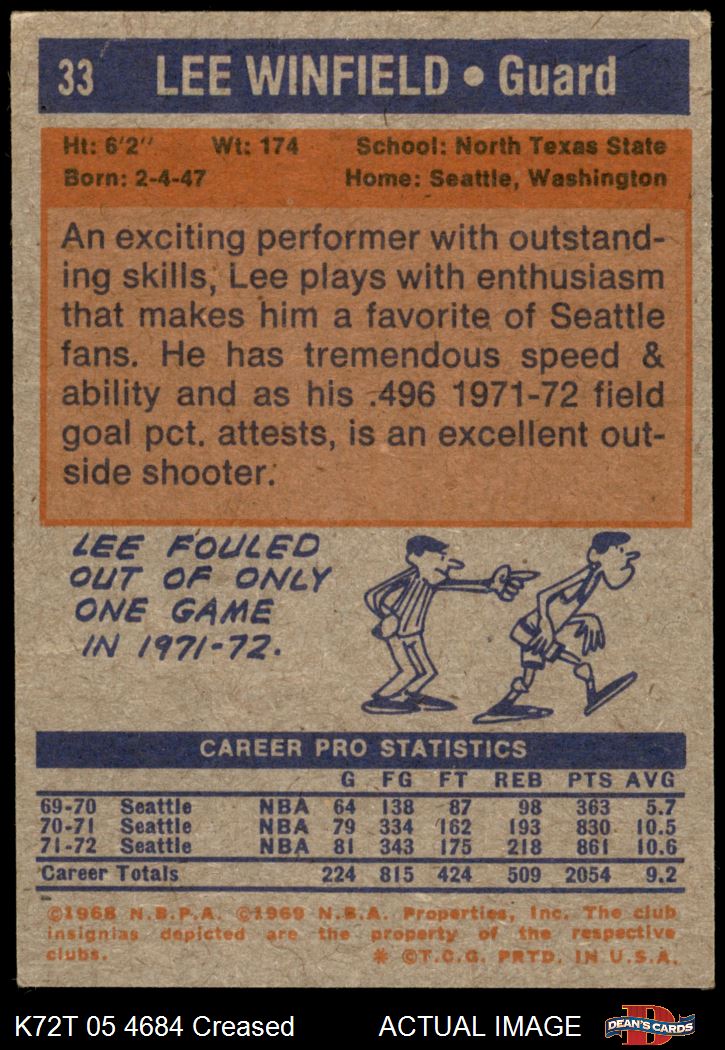 33 LEE WINFIELD • Guard
Ht: 6'2" Wt: 174 School: North Texas State
Born: 2-4-47 Home: Seattle, Washington
An exciting performer with outstand-
ing skills, Lee plays with enthusiasm
that makes him a favorite of Seattle
fans. He has tremendous speed &
ability and as his .496 1971-72 field
goal pct. attests, is an excellent out-
side shooter.
LEE FOULED
OUT OF ONLY
ONE GAME
IN 1971-72.
CAREER PRO STATISTICS
G FG FT REB PTS AVG
69-70 Seattle NBA 64 138 87 98 363 5.7
70-71 Seattle NBA 79 334 162 193 830 10.5
71-72 Seattle NBA 81 343 175 218 861 10.6
Career Totals 224 815 424 509 2054 9.2
©1968 N.B.P.A. ©1969 N.B.A. Properties, Inc. The club
insignias depicted are the property of the respective
clubs. * ©T.C.G. PRTD. IN U.S.A.
K72T 05 4684 Creased ACTUAL IMAGE
D
DEAN'S CARDS